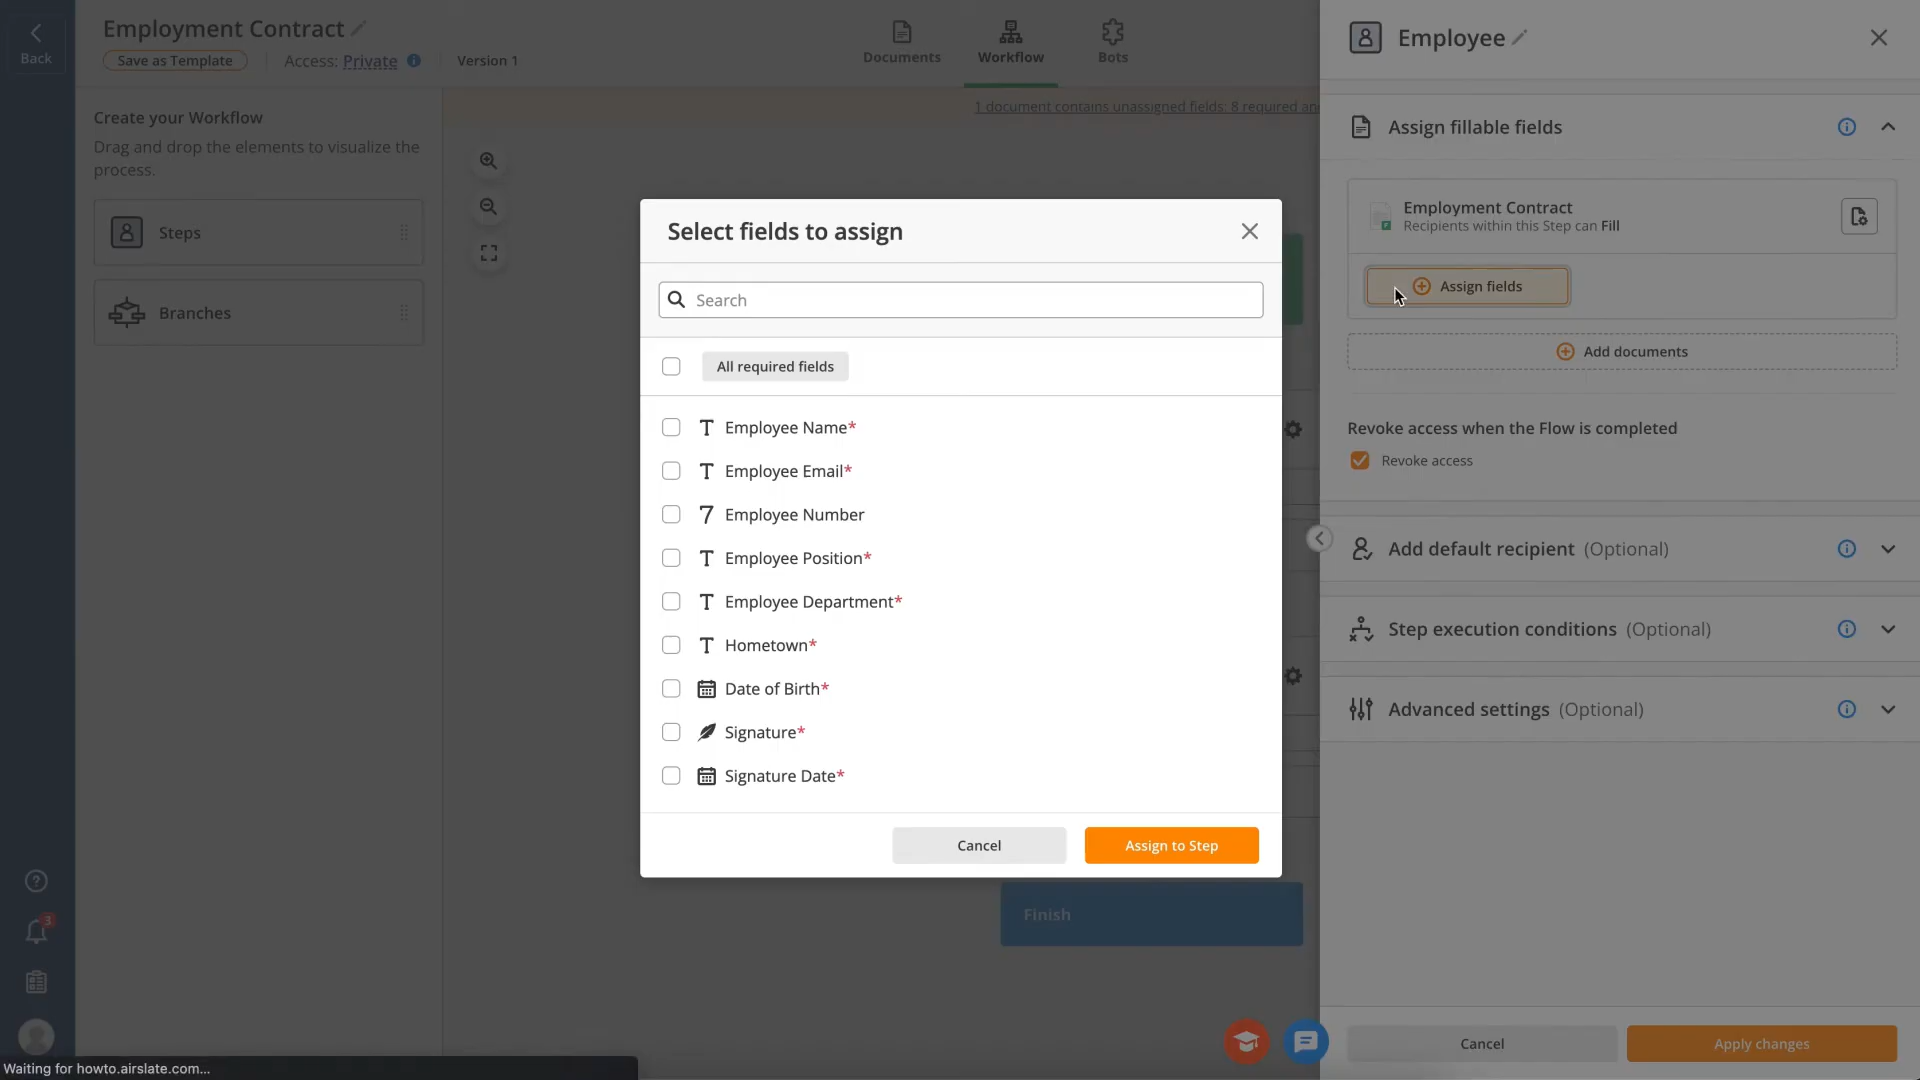 Back
Employment Contract
Save as Template
Access: Private
Version 1
Documents
Workflow
Bots
1 document contains unassigned fields: 8 required an
Create your Workflow
Drag and drop the elements to visualize the
process.
Steps
Branches
Select fields to assign
Search
All required fields
Employee Name*
Employee Email*
7 Employee Number
Employee Position*
Employee Department*
Hometown*
Date of Birth*
Signature*
Signature Date*
Cancel
Assign to Step
Finish
Employee
Assign fillable fields
Employment Contract
Recipients within this Step can Fill
Assign fields
Add documents
Revoke access when the Flow is completed
Revoke access
Add default recipient (Optional)
Step execution conditions (Optional)
Advanced settings (Optional)
Cancel
Apply changes
3
Waiting for howto.airslate.com...